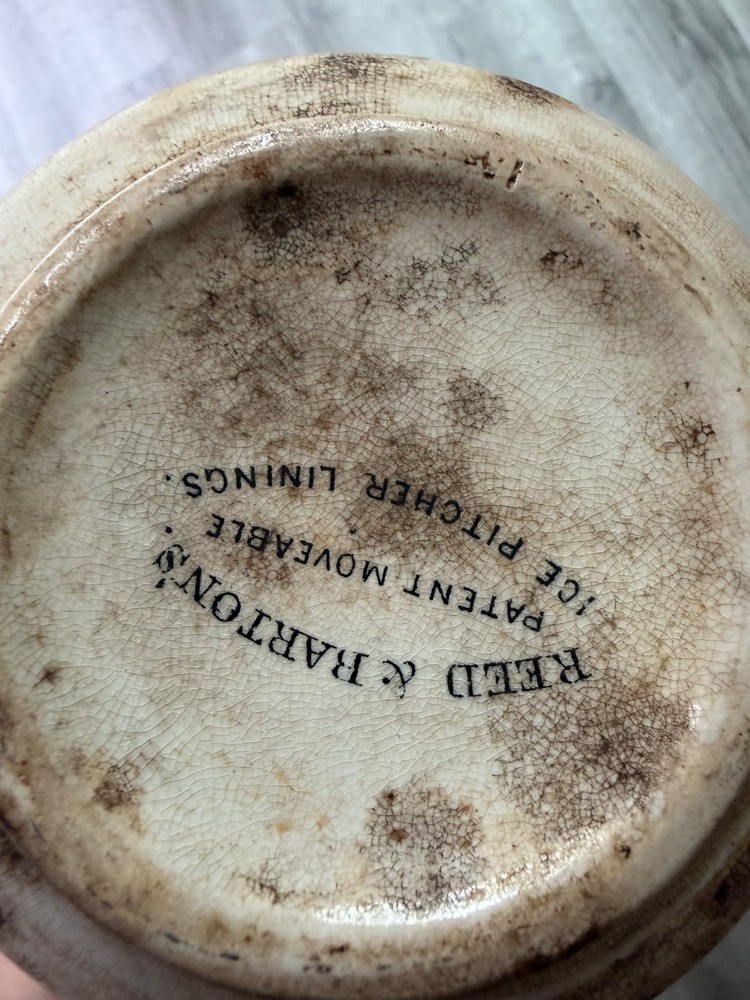 REED & BARTON'S
PATENT MOVEABLE
ICE PITCHER LININGS.